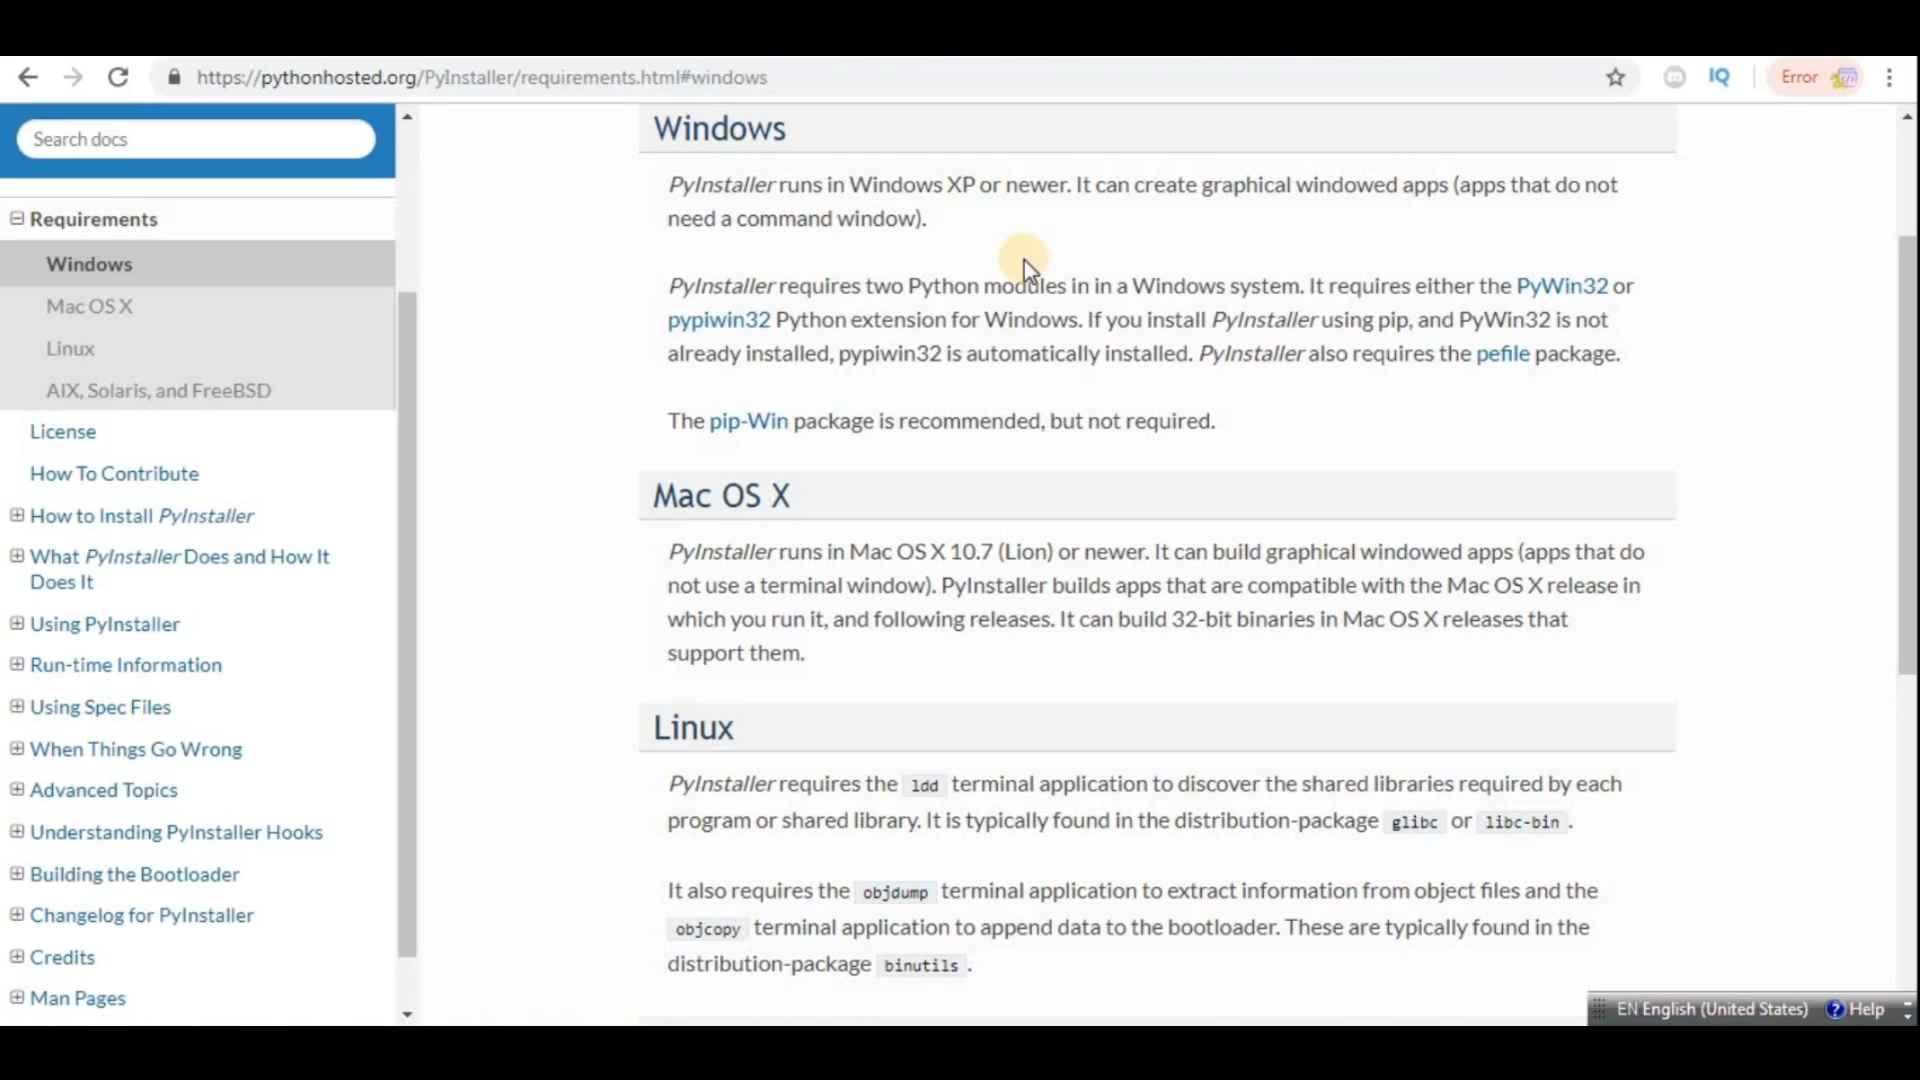 https://pythonhosted.org/PyInstaller/requirements.html#windows
IQ
Error
Search docs
Requirements
Windows
Mac OS X
Linux
AIX, Solaris, and FreeBSD
License
How To Contribute
How to Install PyInstaller
What PyInstaller Does and How It
Does It
Using PyInstaller
Run-time Information
Using Spec Files
When Things Go Wrong
Advanced Topics
Understanding PyInstaller Hooks
Building the Bootloader
Changelog for PyInstaller
Credits
Man Pages
Windows
PyInstaller runs in Windows XP or newer. It can create graphical windowed apps (apps that do not
need a command window).
PyInstaller requires two Python modules in in a Windows system. It requires either the PyWin32 or
pypiwin32 Python extension for Windows. If you install PyInstaller using pip, and PyWin32 is not
already installed, pypiwin32 is automatically installed. PyInstaller also requires the pefile package.
The pip-Win package is recommended, but not required.
Mac OS X
PyInstaller runs in Mac OS X 10.7 (Lion) or newer. It can build graphical windowed apps (apps that do
not use a terminal window). PyInstaller builds apps that are compatible with the Mac OS X release in
which you run it, and following releases. It can build 32-bit binaries in Mac OS X releases that
support them.
Linux
PyInstaller requires the ldd terminal application to discover the shared libraries required by each
program or shared library. It is typically found in the distribution-package glibc or libc-bin .
It also requires the objdump terminal application to extract information from object files and the
objcopy terminal application to append data to the bootloader. These are typically found in the
distribution-package binutils .
EN English (United States) Help